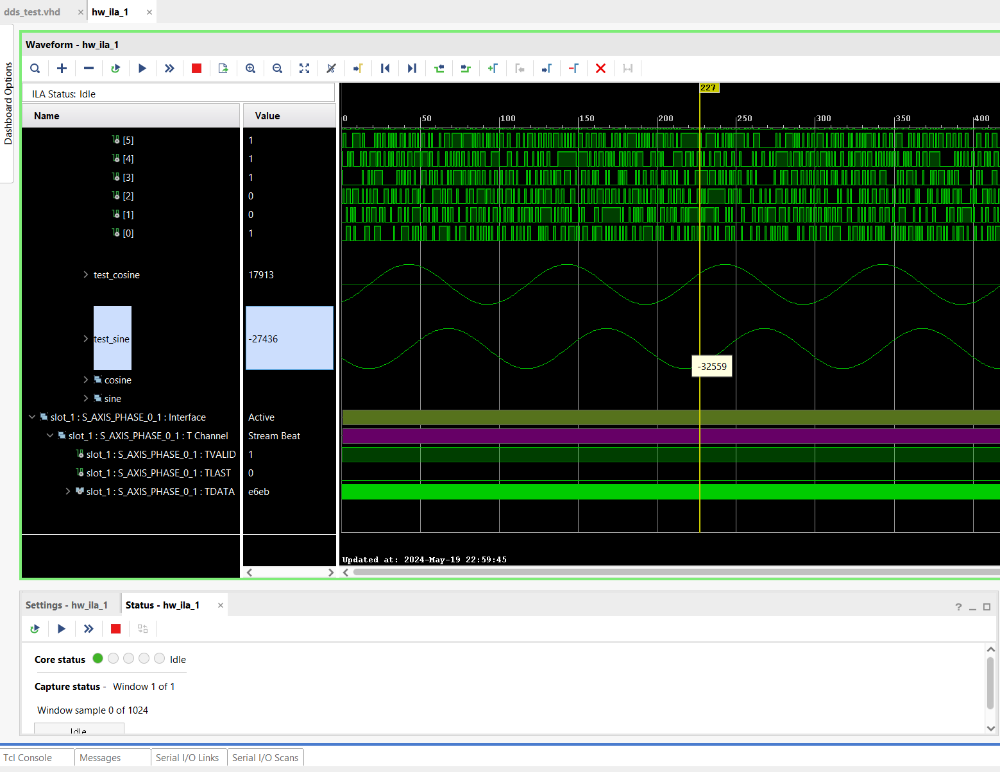 dds_test.vhd × hw_ila_1 ×
Dashboard Options
Waveform - hw_ila_1
ILA Status: Idle
Name Value
227
0 50 100 150 200 250 300 350 400
[5] 1
[4] 1
[3] 1
[2] 0
[1] 0
[0] 1
test_cosine 17913
test_sine -27436
-32559
cosine
sine
slot_1 : S_AXIS_PHASE_0_1 : Interface Active
slot_1 : S_AXIS_PHASE_0_1 : T Channel Stream Beat
slot_1 : S_AXIS_PHASE_0_1 : TVALID 1
slot_1 : S_AXIS_PHASE_0_1 : TLAST 0
slot_1 : S_AXIS_PHASE_0_1 : TDATA e6eb
Updated at: 2024-May-19 22:59:45
Settings - hw_ila_1 Status - hw_ila_1 × ?
Core status Idle
Capture status - Window 1 of 1
Window sample 0 of 1024
Idle
Tcl Console Messages Serial I/O Links Serial I/O Scans